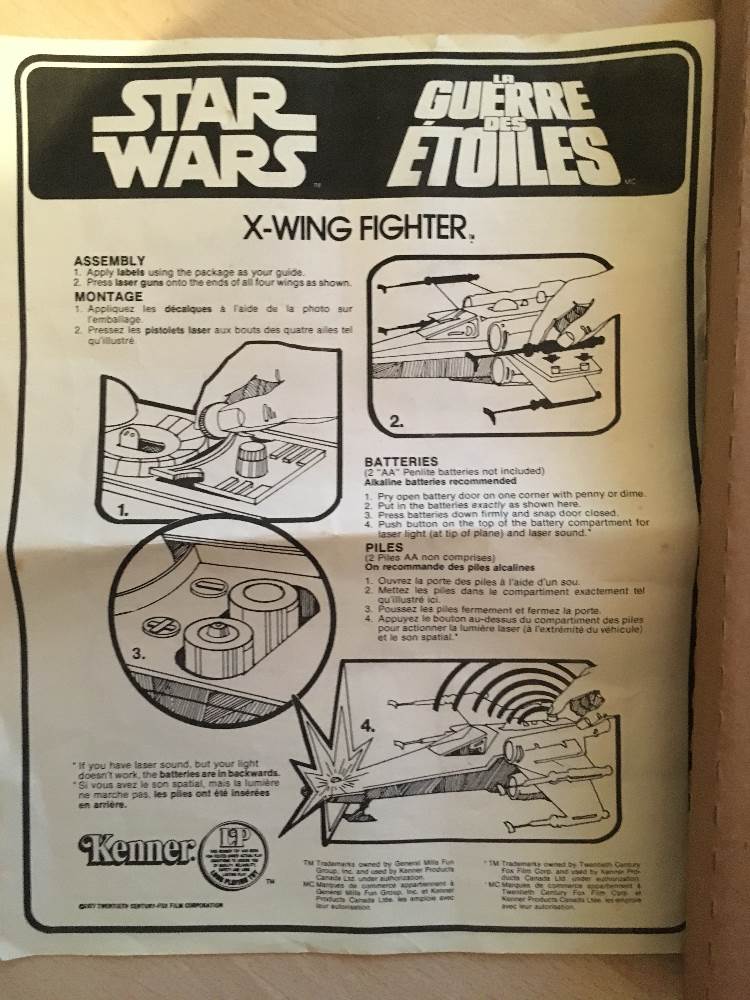 STAR
WARS
TM
LA
GUERRE
DES
ÉTOILES
MC
X-WING FIGHTER
TM
ASSEMBLY
1. Apply labels using the package as your guide.
2. Press laser guns onto the ends of all four wings as shown.
MONTAGE
1. Appliquez les décalques à l'aide de la photo sur
l'emballage.
2. Pressez les pistolets laser aux bouts des quatre ailes tel
qu'illustré.
1.
2.
BATTERIES
(2 "AA" Penlite batteries not included)
Alkaline batteries recommended
1. Pry open battery door on one corner with penny or dime.
2. Put in the batteries exactly as shown here.
3. Press batteries down firmly and snap door closed.
4. Push button on the top of the battery compartment for
laser light (at tip of plane) and laser sound.*
PILES
(2 Piles AA non comprises)
On recommande des piles alcalines
1. Ouvrez la porte des piles à l'aide d'un sou.
2. Mettez les piles dans le compartiment exactement tel
qu'illustré ici.
3. Poussez les piles fermement et fermez la porte.
4. Appuyez le bouton au-dessus du compartiment des piles
pour actionner la lumière laser (à l'extrémité du véhicule)
et le son spatial.*
3.
4.
* If you have laser sound, but your light
doesn't work, the batteries are in backwards.
* Si vous avez le son spatial, mais la lumière
ne marche pas, les piles ont été insérées
en arrière.
Kenner
LP
LONG PLAYING TOY
TM
©1977 TWENTIETH CENTURY-FOX FILM CORPORATION
TM Trademarks owned by General Mills Fun
Group, Inc. and used by Kenner Products
Canada Ltd. under authorization.
MC Marques de commerce appartenant à
General Mills Fun Group, Inc. et Kenner
Products Canada Ltée. les emploie avec
leur autorisation.
* TM Trademarks owned by Twentieth Century
Fox Film Corp. and used by Kenner Pro-
ducts Canada Ltd. under authorization.
* MC Marques de commerce appartenant à
Twentieth Century Fox Film Corp. et
Kenner Products Canada Ltée. les emploie
avec leur autorisation.